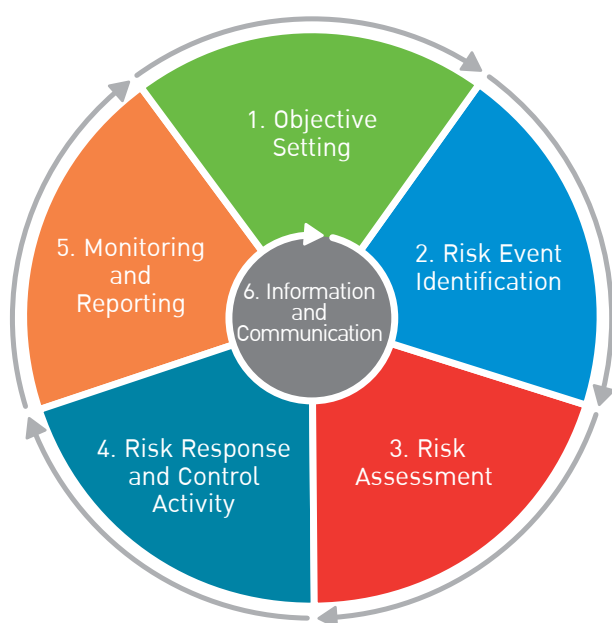 1. Objective
Setting
2. Risk Event
Identification
3. Risk
Assessment
4. Risk Response
and Control
Activity
5. Monitoring
and
Reporting
6. Information
and
Communication